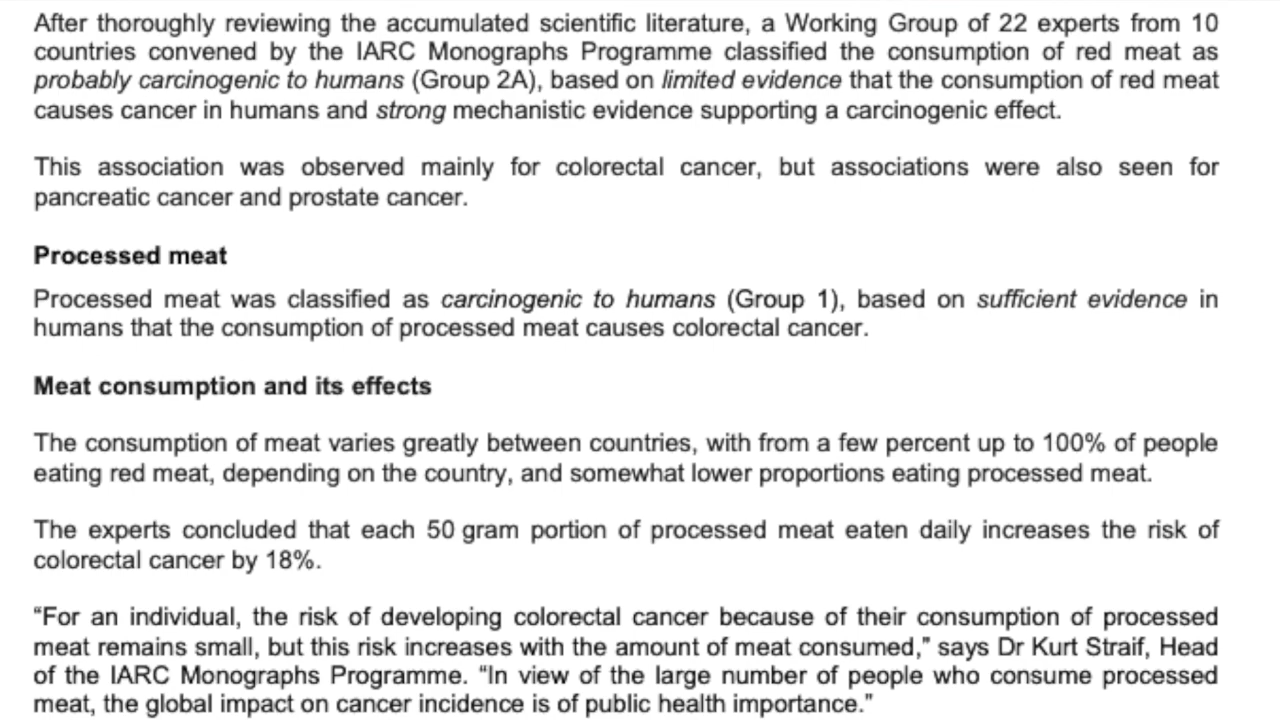 After thoroughly reviewing the accumulated scientific literature, a Working Group of 22 experts from 10
countries convened by the IARC Monographs Programme classified the consumption of red meat as
probably carcinogenic to humans (Group 2A), based on limited evidence that the consumption of red meat
causes cancer in humans and strong mechanistic evidence supporting a carcinogenic effect.
This association was observed mainly for colorectal cancer, but associations were also seen for
pancreatic cancer and prostate cancer.
Processed meat
Processed meat was classified as carcinogenic to humans (Group 1), based on sufficient evidence in
humans that the consumption of processed meat causes colorectal cancer.
Meat consumption and its effects
The consumption of meat varies greatly between countries, with from a few percent up to 100% of people
eating red meat, depending on the country, and somewhat lower proportions eating processed meat.
The experts concluded that each 50 gram portion of processed meat eaten daily increases the risk of
colorectal cancer by 18%.
“For an individual, the risk of developing colorectal cancer because of their consumption of processed
meat remains small, but this risk increases with the amount of meat consumed,” says Dr Kurt Straif, Head
of the IARC Monographs Programme. “In view of the large number of people who consume processed
meat, the global impact on cancer incidence is of public health importance.”